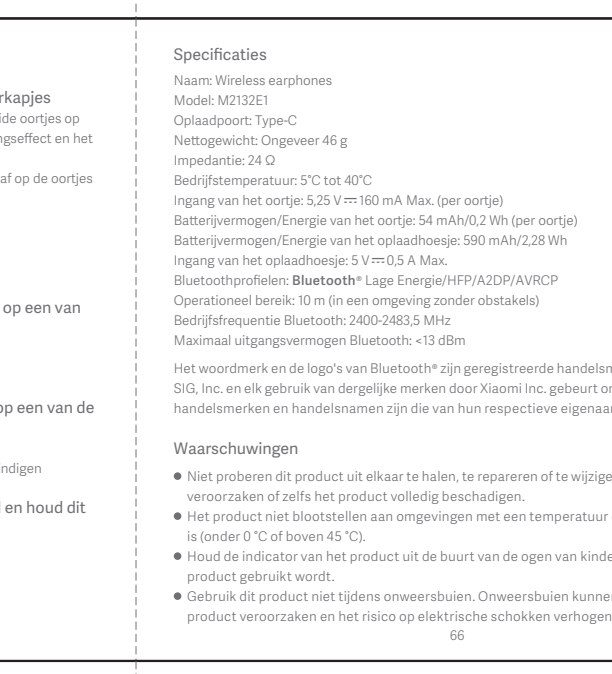 rkapjes
ide oortjes op
ngseffect en het
af op de oortjes
op een van
op een van de
ndigen
l en houd dit
Specificaties
Naam: Wireless earphones
Model: M2132E1
Oplaadpoort: Type-C
Nettogewicht: Ongeveer 46 g
Impedantie: 24 Ω
Bedrijfstemperatuur: 5°C tot 40°C
Ingang van het oortje: 5,25 V⎓160 mA Max. (per oortje)
Batterijvermogen/Energie van het oortje: 54 mAh/0,2 Wh (per oortje)
Batterijvermogen/Energie van het oplaadhoesje: 590 mAh/2,28 Wh
Ingang van het oplaadhoesje: 5 V⎓0,5 A Max.
Bluetoothprofielen: Bluetooth® Lage Energie/HFP/A2DP/AVRCP
Operationeel bereik: 10 m (in een omgeving zonder obstakels)
Bedrijfsfrequentie Bluetooth: 2400-2483,5 MHz
Maximaal uitgangsvermogen Bluetooth: <13 dBm
Het woordmerk en de logo's van Bluetooth® zijn geregistreerde handelsm
SIG, Inc. en elk gebruik van dergelijke merken door Xiaomi Inc. gebeurt on
handelsmerken en handelsnamen zijn die van hun respectieve eigenaar
Waarschuwingen
● Niet proberen dit product uit elkaar te halen, te repareren of te wijzige
veroorzaken of zelfs het product volledig beschadigen.
● Het product niet blootstellen aan omgevingen met een temperatuur
is (onder 0 °C of boven 45 °C).
● Houd de indicator van het product uit de buurt van de ogen van kinde
product gebruikt wordt.
● Gebruik dit product niet tijdens onweersbuien. Onweersbuien kunnen
product veroorzaken en het risico op elektrische schokken verhogen
66